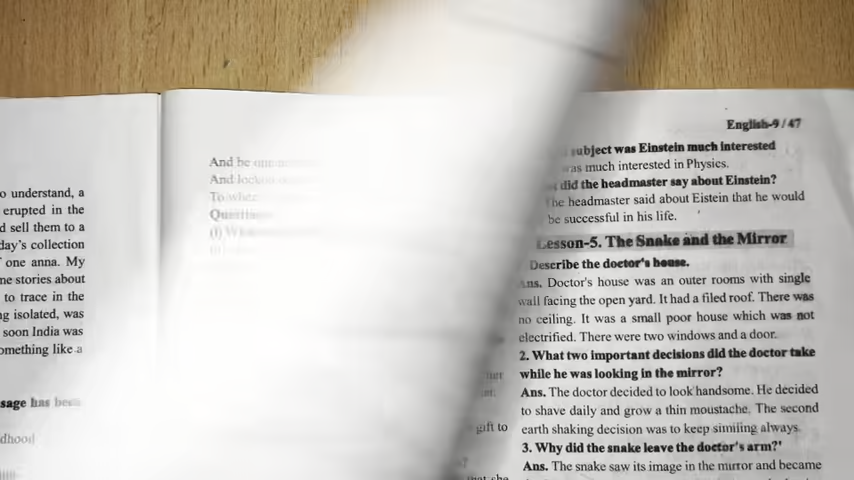 o understand, a
erupted in the
d sell them to a
day's collection
one anna. My
ne stories about
to trace in the
ng isolated, was
soon India was
omething like a
sage has been
dhood
And be
And
To
(I)
gift to
English-9 / 47
ubject was Einstein much interested
was much interested in Physics.
did the headmaster say about Einstein?
he headmaster said about Eistein that he would
be successful in his life.
Lesson-5. The Snake and the Mirror
Describe the doctor's house.
Ans. Doctor's house was an outer rooms with single
wall facing the open yard. It had a filed roof. There was
no ceiling. It was a small poor house which was not
electrified. There were two windows and a door.
2. What two important decisions did the doctor take
while he was looking in the mirror?
Ans. The doctor decided to look handsome. He decided
to shave daily and grow a thin moustache. The second
earth shaking decision was to keep similing always.
3. Why did the snake leave the doctor's arm?'
Ans. The snake saw its image in the mirror and became